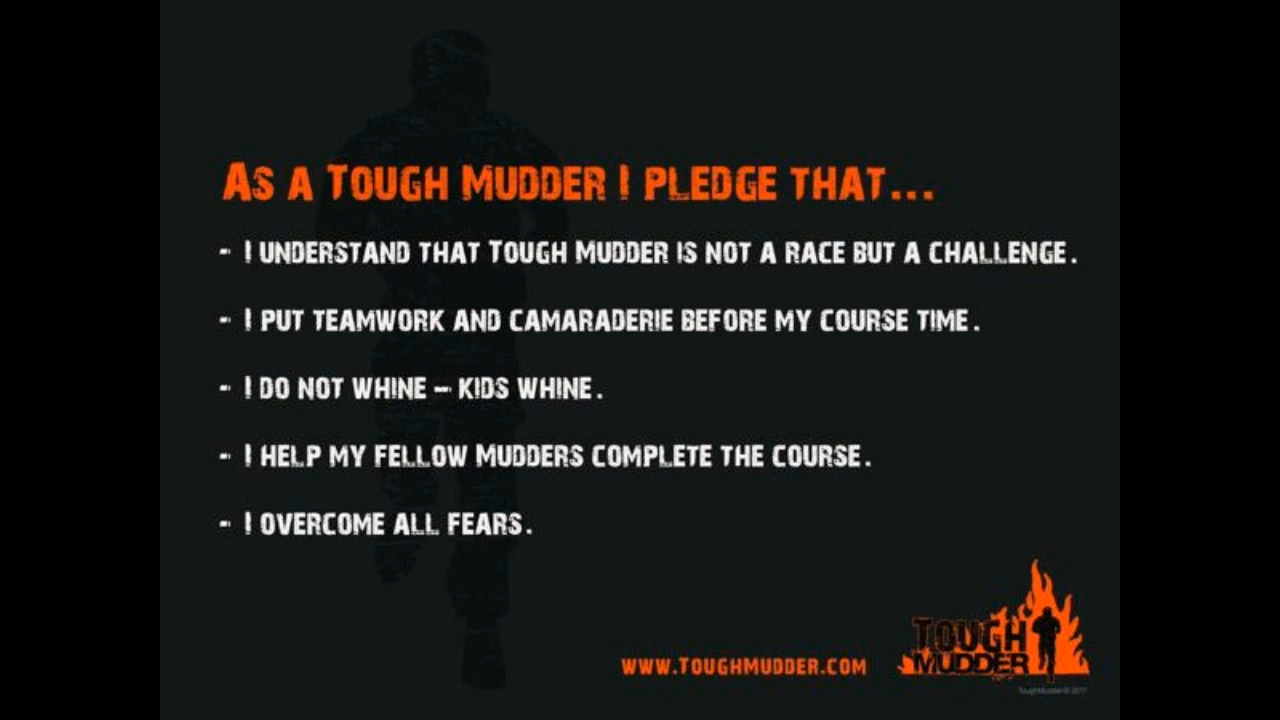 As a Tough Mudder I pledge that...
- I understand that Tough Mudder is not a race but a challenge.
- I put teamwork and camaraderie before my course time.
- I do not whine – kids whine.
- I help my fellow Mudders complete the course.
- I overcome all fears.
TOUGH
MUDDER
www.toughmudder.com
ToughMudder© 2011